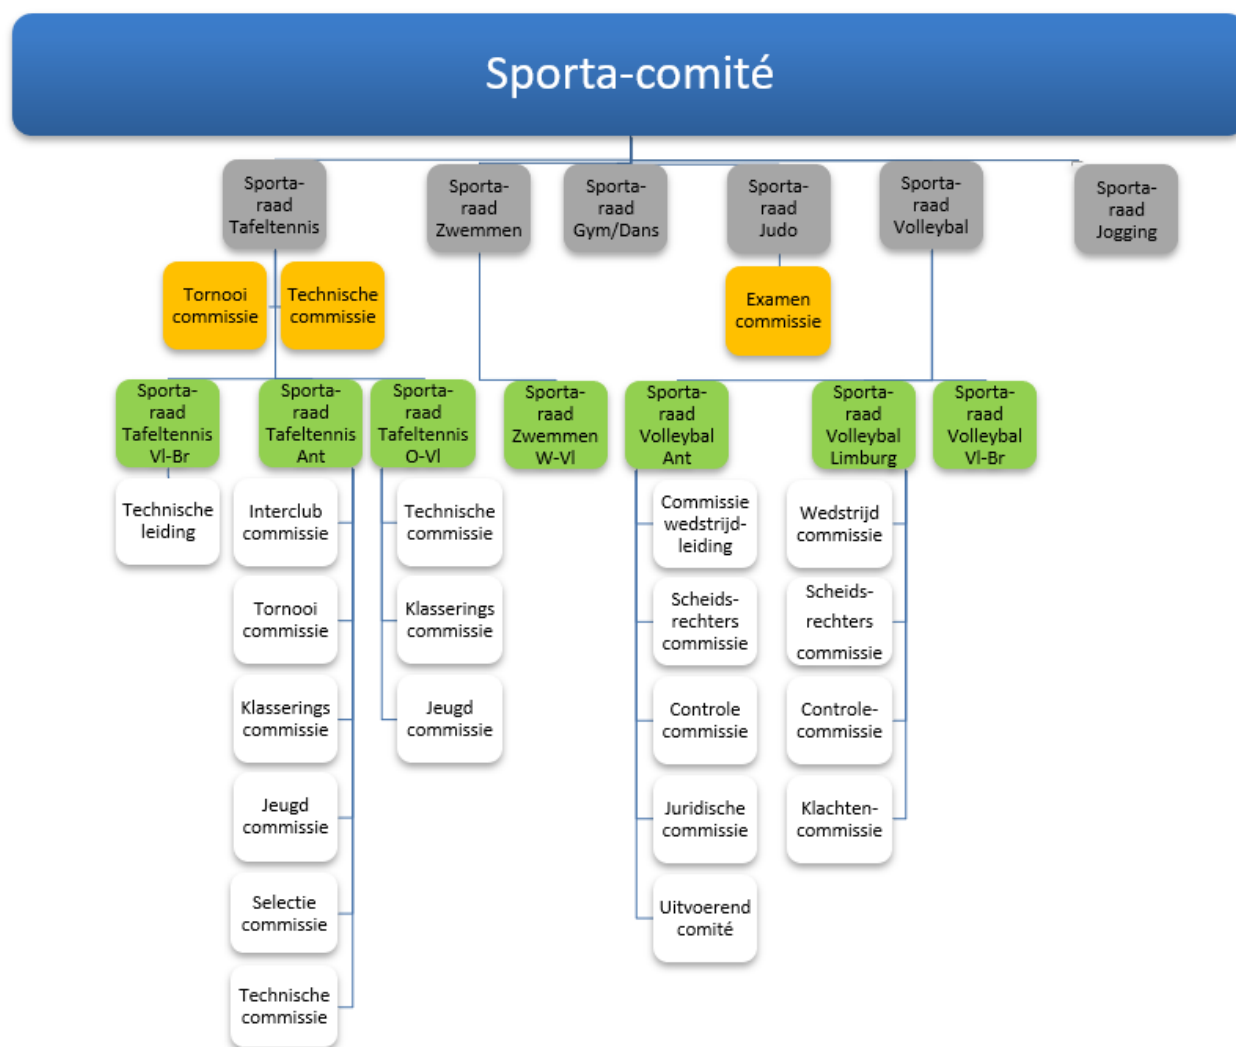 Sporta-comité
Sporta-
raad
Tafeltennis
Sporta-
raad
Zwemmen
Sporta-
raad
Gym/Dans
Sporta-
raad
Judo
Sporta-
raad
Volleybal
Sporta-
raad
Jogging
Tornooi
commissie
Technische
commissie
Examen
commissie
Sporta-
raad
Tafeltennis
Vl-Br
Sporta-
raad
Tafeltennis
Ant
Sporta-
raad
Tafeltennis
O-Vl
Sporta-
raad
Zwemmen
W-Vl
Sporta-
raad
Volleybal
Ant
Sporta-
raad
Volleybal
Limburg
Sporta-
raad
Volleybal
Vl-Br
Technische
leiding
Interclub
commissie
Tornooi
commissie
Klasserings
commissie
Jeugd
commissie
Selectie
commissie
Technische
commissie
Technische
commissie
Klasserings
commissie
Jeugd
commissie
Commissie
wedstrijd-
leiding
Scheids-
rechters
commissie
Controle
commissie
Juridische
commissie
Uitvoerend
comité
Wedstrijd
commissie
Scheids-
rechters
commissie
Controle-
commissie
Klachten-
commissie